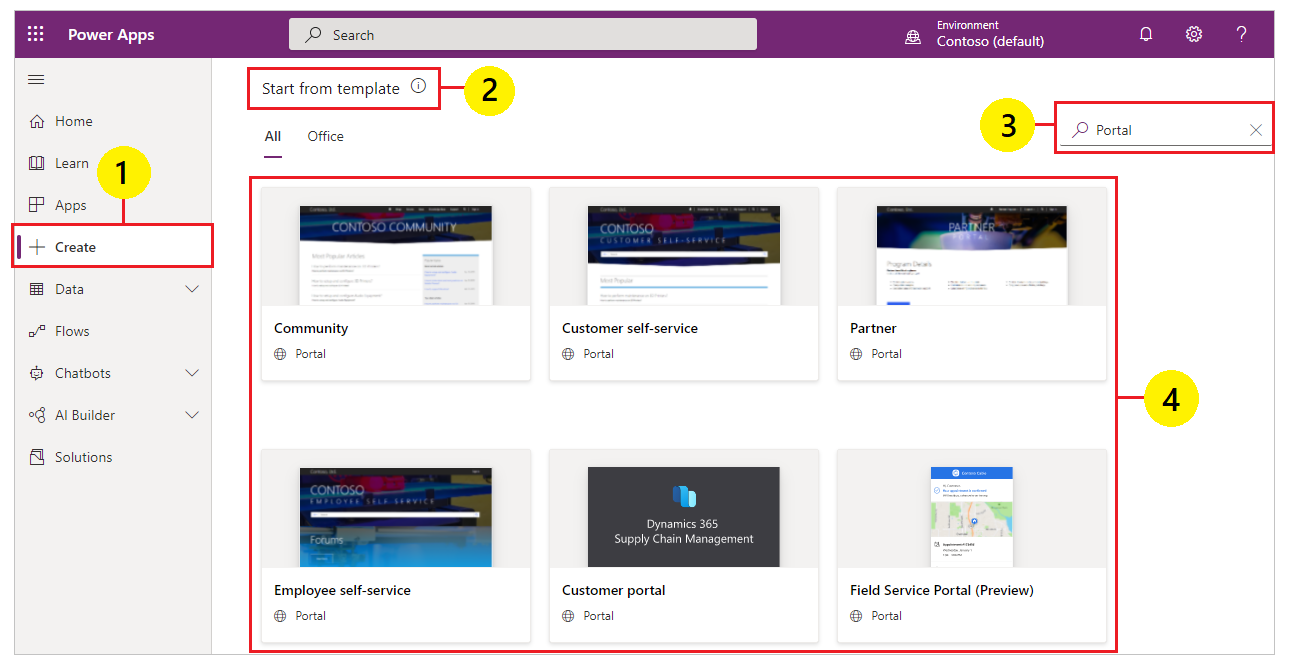 Power Apps
Search
Environment
Contoso (default)
Home
Learn
Apps
Create
Data
Flows
Chatbots
AI Builder
Solutions
1
Start from template
2
All
Office
3
Portal
CONTOSO COMMUNITY
Most Popular Articles
Community
Portal
CONTOSO
CUSTOMER SELF-SERVICE
Most Popular
Customer self-service
Portal
PARTNER
PORTAL
Program Details
Partner
Portal
4
CONTOSO
EMPLOYEE SELF-SERVICE
Forums
Employee self-service
Portal
Dynamics 365
Supply Chain Management
Customer portal
Portal
Field Service Portal (Preview)
Portal